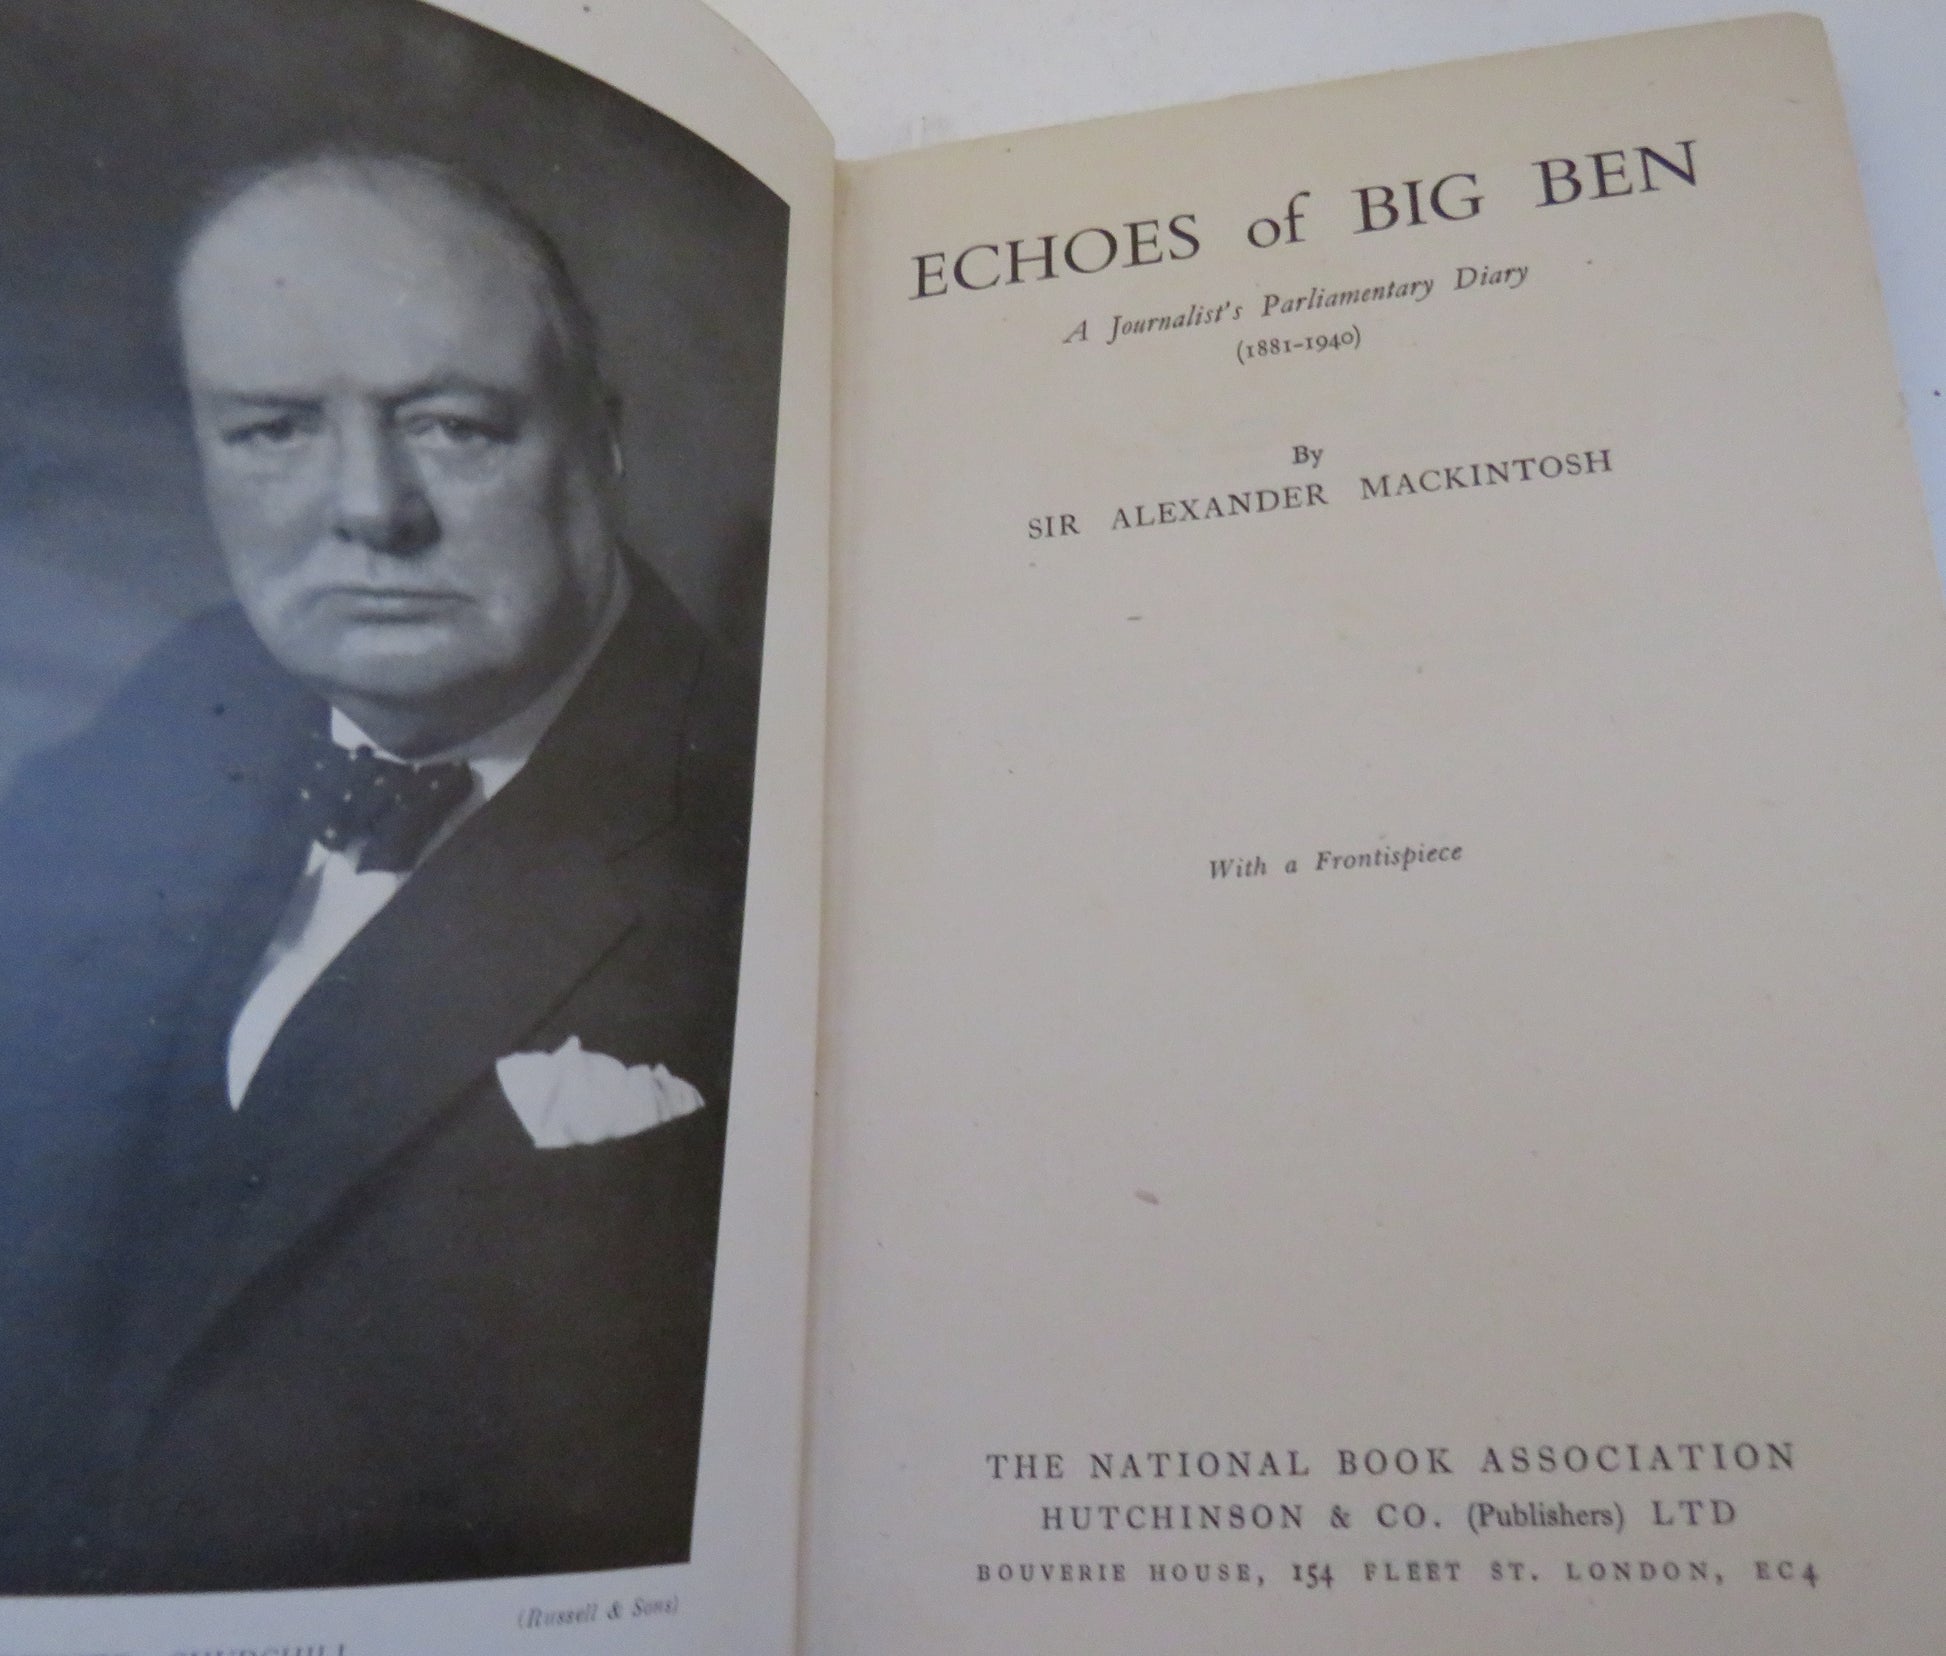 (Russell & Sons)
CHURCHILL
ECHOES of BIG BEN
A Journalist's Parliamentary Diary
(1881-1940)
By
SIR ALEXANDER MACKINTOSH
With a Frontispiece
THE NATIONAL BOOK ASSOCIATION
HUTCHINSON & CO. (Publishers) LTD
BOUVERIE HOUSE, 154 FLEET ST. LONDON, EC4